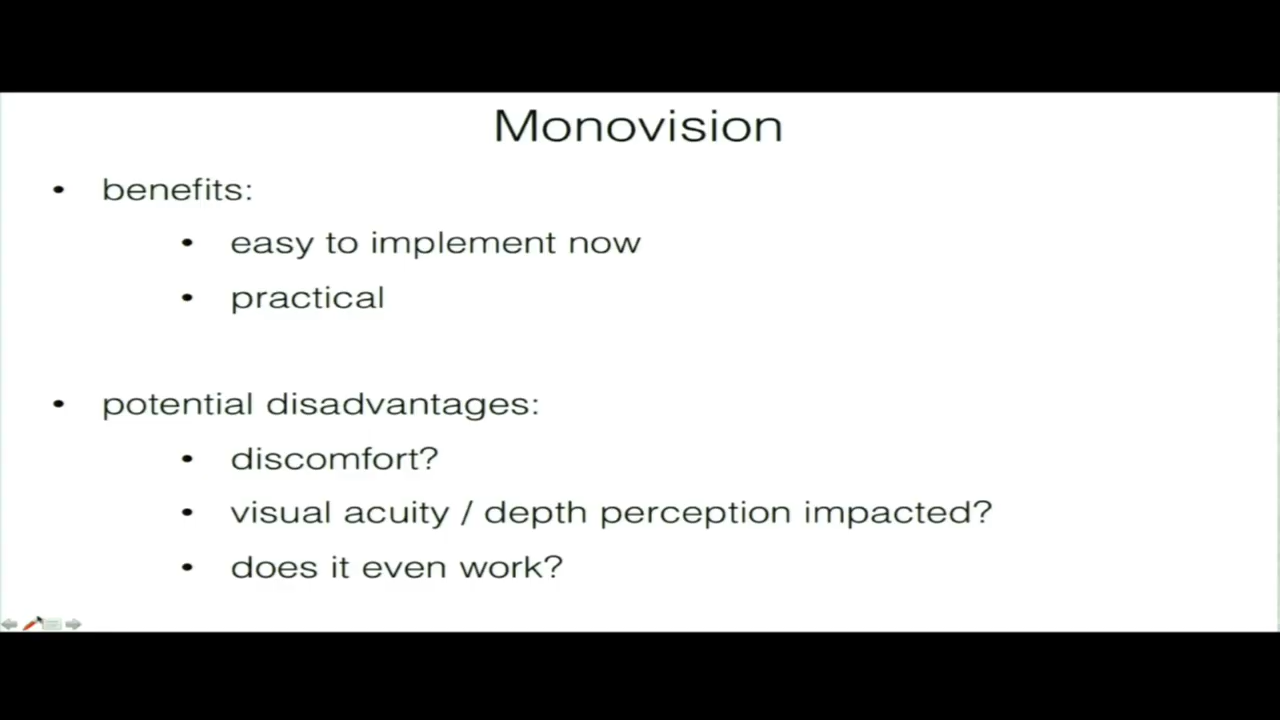 Monovision
• benefits:
• easy to implement now
• practical
• potential disadvantages:
• discomfort?
• visual acuity / depth perception impacted?
• does it even work?